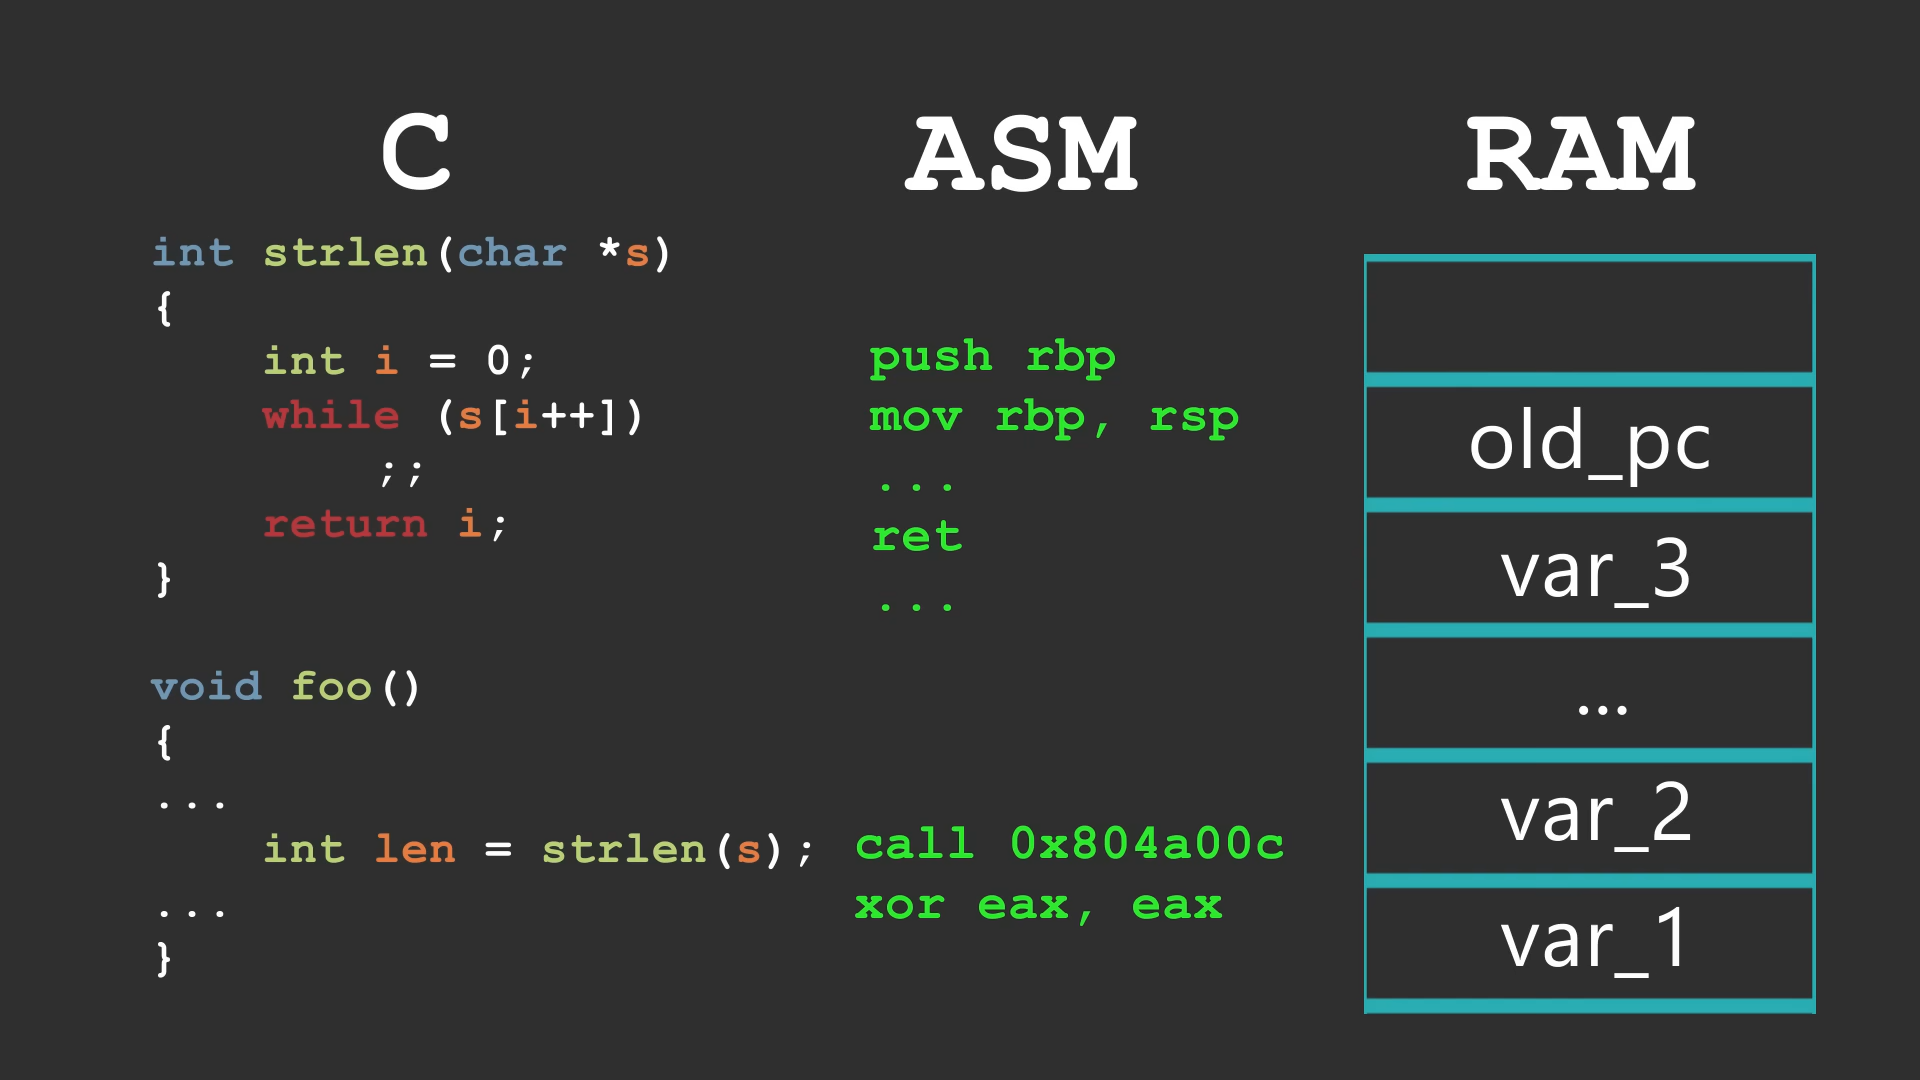 C
int strlen(char *s)
{
    int i = 0;
    while (s[i++])
        ;;
    return i;
}
void foo()
{
...
    int len = strlen(s);
...
}
ASM
push rbp
mov rbp, rsp
...
ret
...
call 0x804a00c
xor eax, eax
RAM
old_pc
var_3
...
var_2
var_1